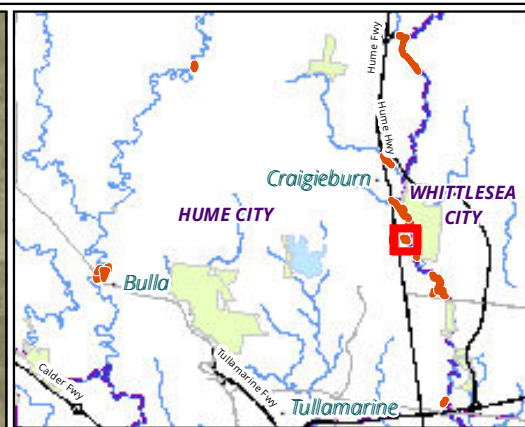 Hume Fwy
Hume Hwy
Craigieburn
WHITTLESEA
CITY
HUME CITY
Bulla
Tullamarine Fwy
Calder Fwy
Tullamarine